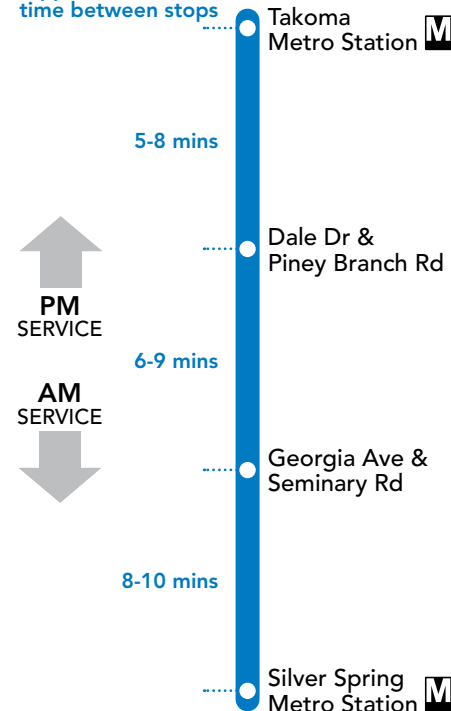 time between stops
Takoma
Metro Station M
5-8 mins
Dale Dr &
Piney Branch Rd
PM
SERVICE
6-9 mins
AM
SERVICE
Georgia Ave &
Seminary Rd
8-10 mins
Silver Spring
Metro Station M